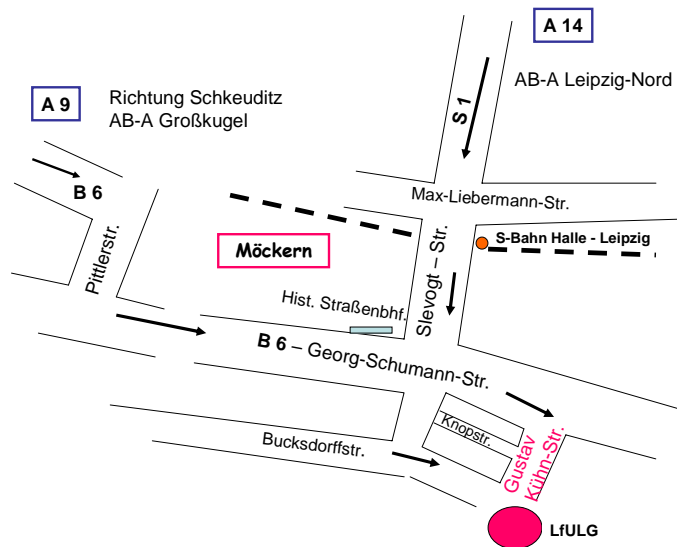 A 14
AB-A Leipzig-Nord
A 9
Richtung Schkeuditz
AB-A Großkugel
S 1
B 6
Max-Liebermann-Str.
Pittlerstr.
Möckern
Slevogt – Str.
S-Bahn Halle - Leipzig
Hist. Straßenbhf.
B 6 – Georg-Schumann-Str.
Knopstr.
Bucksdorffstr.
Gustav
Kühn-Str.
LfULG